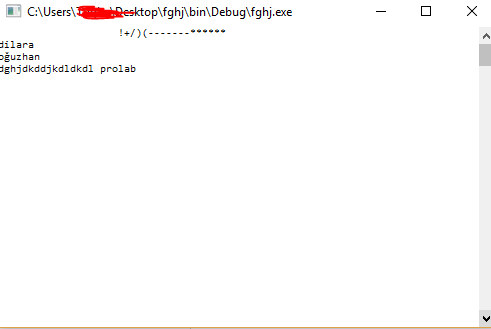 C:\Users\ \Desktop\fghj\bin\Debug\fghj.exe
!+/)(-------******
dilara
oğuzhan
dghjdkddjkdldkdl prolab